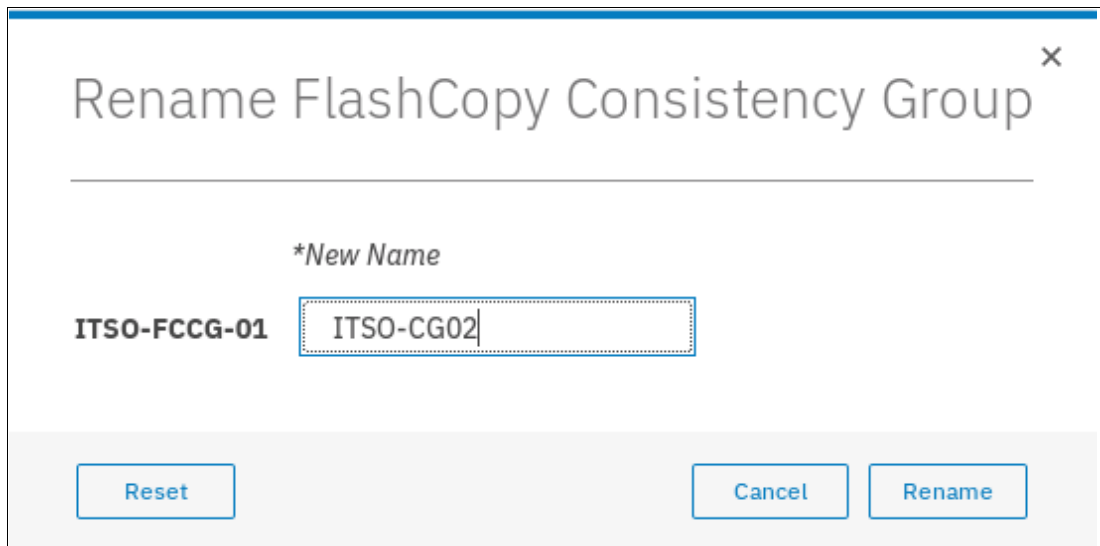 Rename FlashCopy Consistency Group
*New Name
ITSO-FCCG-01 ITSO-CG02
Reset Cancel Rename